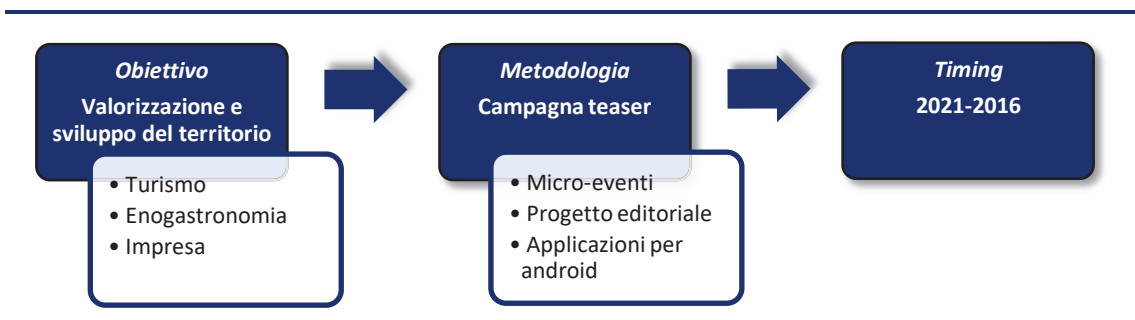 Obiettivo
Valorizzazione e
sviluppo del territorio
• Turismo
• Enogastronomia
• Impresa
Metodologia
Campagna teaser
• Micro-eventi
• Progetto editoriale
• Applicazioni per
android
Timing
2021-2016